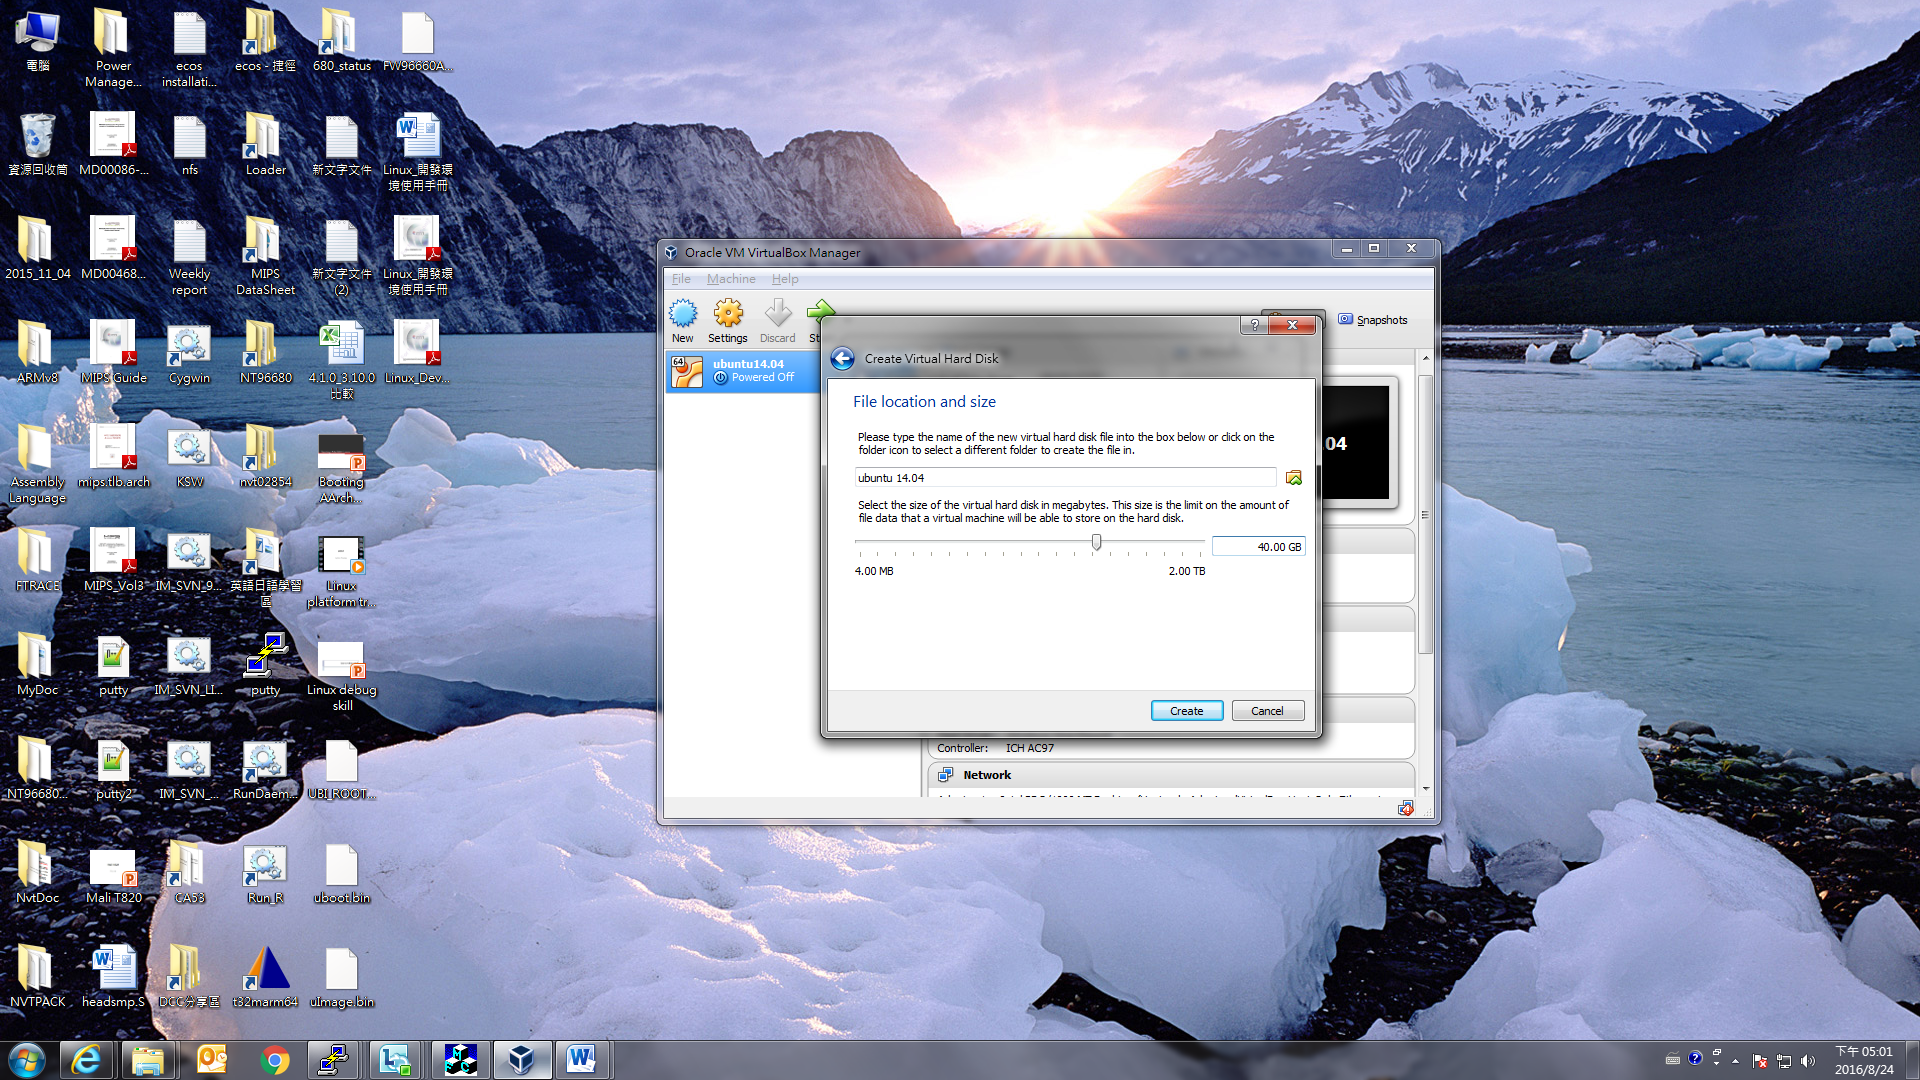 電腦
Power
Manage...
ecos
installati...
ecos - 捷徑
680_status
FW96660A...
資源回收筒
MD00086-...
nfs
Loader
新文字文件
Linux_開發環
境使用手冊
2015_11_04
MD00468...
Weekly
report
MIPS
DataSheet
新文字文件
(2)
Linux_開發環
境使用手冊
ARMv8
MIPS Guide
Cygwin
NT96680
4.1.0_3.10.0
比較
Linux_Dev...
Assembly
Language
mips.tlb.arch
KSW
nvt02854
Booting
AArch...
FTRACE
MIPS_Vol3
IM_SVN_9...
英語日語學習
區
Linux
platform tr...
MyDoc
putty
IM_SVN_LI...
putty
Linux debug
skill
NT96680...
putty2
IM_SVN_...
RunDaem...
UBI_ROOT...
NvtDoc
Mali T820
CA53
Run_R
uboot.bin
NVTPACK
headsmp.S
DCC分享區
t32marm64
uImage.bin
Oracle VM VirtualBox Manager
File Machine Help
New Settings Discard St
Snapshots
64
ubuntu14.04
Powered Off
.04
Create Virtual Hard Disk
File location and size
Please type the name of the new virtual hard disk file into the box below or click on the
folder icon to select a different folder to create the file in.
ubuntu 14.04
Select the size of the virtual hard disk in megabytes. This size is the limit on the amount of
file data that a virtual machine will be able to store on the hard disk.
40.00 GB
4.00 MB 2.00 TB
Create Cancel
Controller: ICH AC97
Network
下午 05:01
2016/8/24